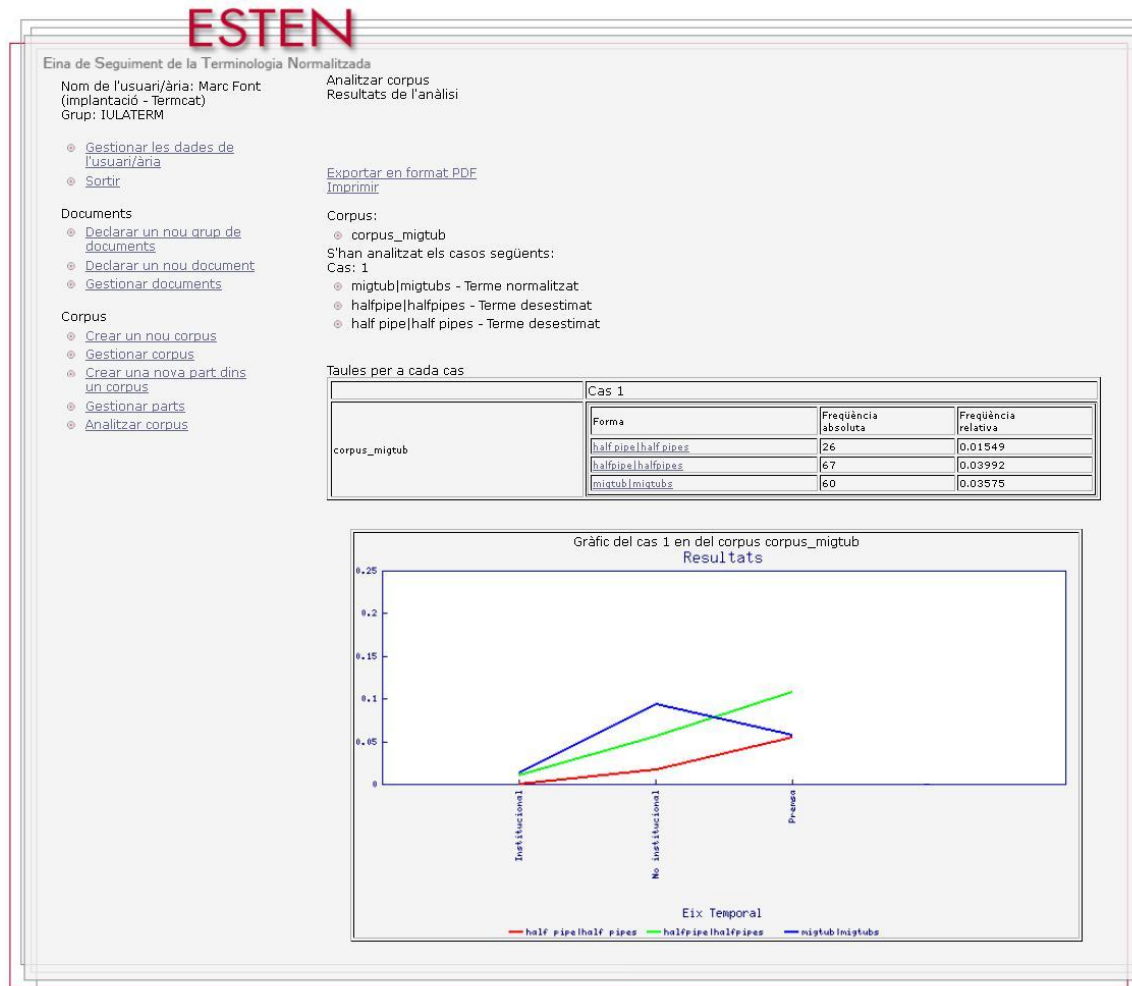 ESTEN
Eina de Seguiment de la Terminologia Normalitzada
Nom de l'usuari/ària: Marc Font
(implantació - Termcat)
Grup: IULATERM
Gestionar les dades de
l'usuari/ària
Sortir
Documents
Declarar un nou grup de
documents
Declarar un nou document
Gestionar documents
Corpus
Crear un nou corpus
Gestionar corpus
Crear una nova part dins
un corpus
Gestionar parts
Analitzar corpus
Analitzar corpus
Resultats de l'anàlisi
Exportar en format PDF
Imprimir
Corpus:
corpus_migtub
S'han analitzat els casos següents:
Cas: 1
migtub|migtubs - Terme normalitzat
halfpipe|halfpipes - Terme desestimat
half pipe|half pipes - Terme desestimat
Taules per a cada cas
Cas 1
corpus_migtub
Forma Freqüència absoluta Freqüència relativa
half pipe|half pipes 26 0.01549
halfpipe|halfpipes 67 0.03992
migtub|migtubs 60 0.03575
Gràfic del cas 1 en del corpus corpus_migtub
Resultats
0.25
0.2
0.1
0.05
0
Institucional
No institucional
Premsa
Eix Temporal
half pipe|half pipes halfpipe|halfpipes migtub|migtubs